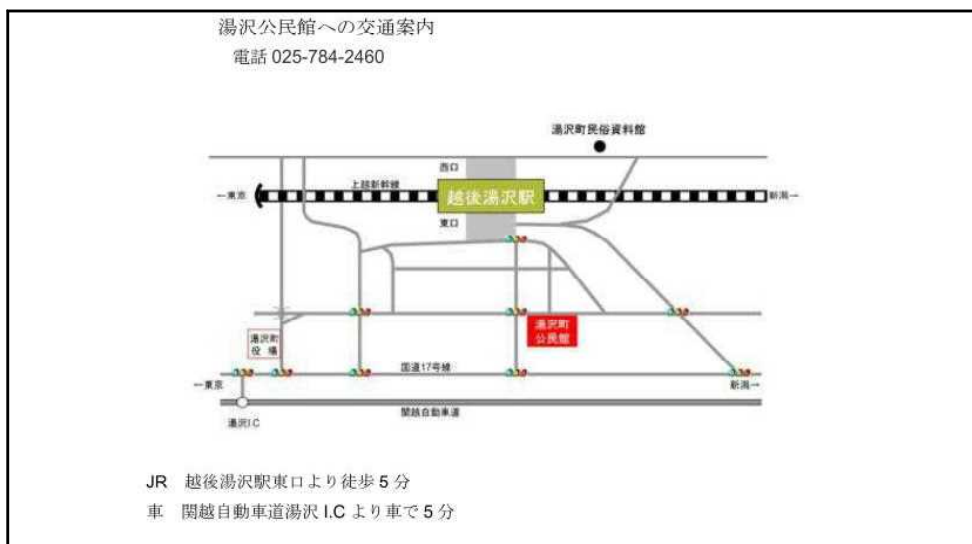 湯沢公民館への交通案内
電話 025-784-2460
湯沢町民俗資料館
西口
上越新幹線
←東京
越後湯沢駅
新潟→
東口
湯沢町
公民館
湯沢町
役 場
国道17号線
←東京
新潟→
関越自動車道
湯沢I.C
JR 越後湯沢駅東口より徒歩 5 分
車 関越自動車道湯沢 I.C より車で 5 分